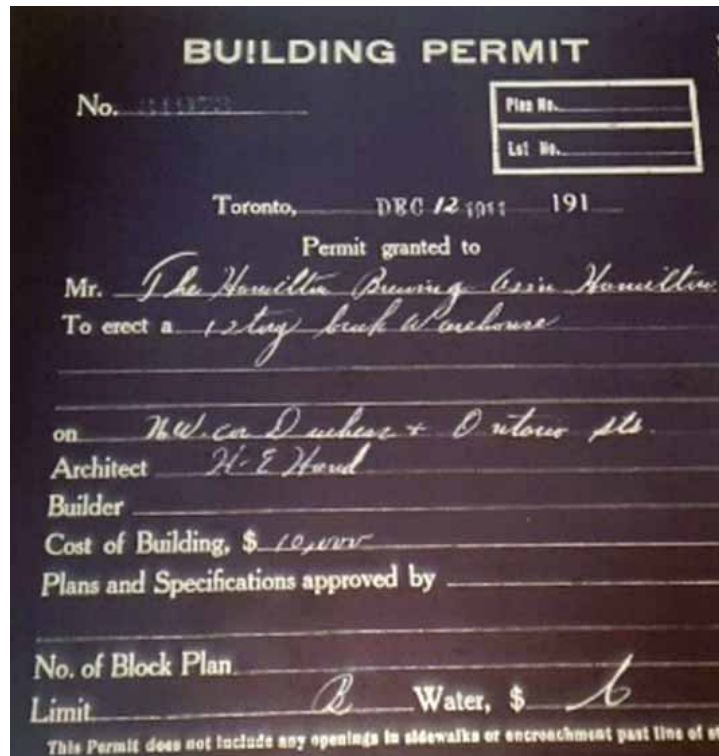 BUILDING PERMIT
No.
Plan No.
Lot No.
Toronto, DEC 12 1911 191
Permit granted to
Mr. The Hamilton Brewing Ass'n Hamilton
To erect a 1 story brick Warehouse
on N.W. cor Duchess + Ontario sts.
Architect H. E Hand
Builder
Cost of Building, $ 10,000
Plans and Specifications approved by
No. of Block Plan
Limit B Water, $
This Permit does not include any openings in sidewalks or encroachment past line of